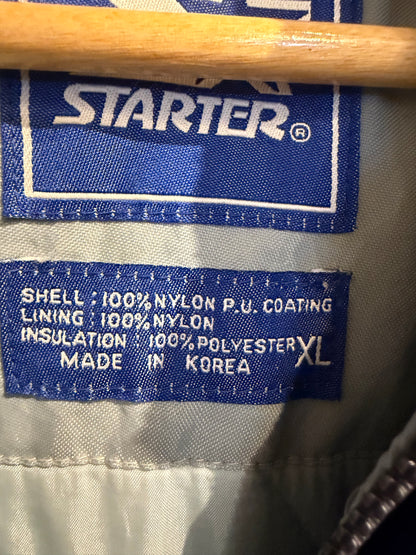 STARTER®
SHELL : 100% NYLON P.U. COATING
LINING : 100% NYLON
INSULATION : 100% POLYESTER XL
MADE IN KOREA